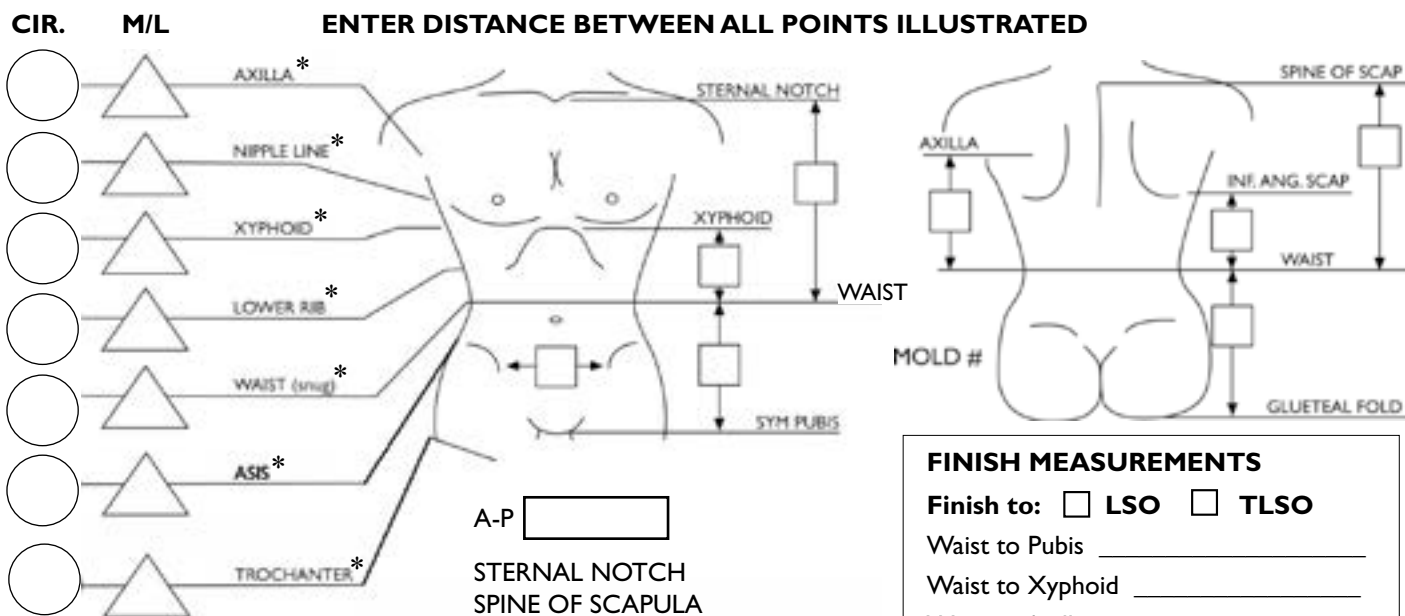 CIR. M/L ENTER DISTANCE BETWEEN ALL POINTS ILLUSTRATED
AXILLA*
NIPPLE LINE*
XYPHOID*
LOWER RIB*
WAIST (snug)*
ASIS*
TROCHANTER*
STERNAL NOTCH
XYPHOID
WAIST
SYM PUBIS
A-P
STERNAL NOTCH
SPINE OF SCAPULA
SPINE OF SCAP
AXILLA
INF. ANG. SCAP
WAIST
MOLD #
GLUETEAL FOLD
FINISH MEASUREMENTS
Finish to: LSO TLSO
Waist to Pubis
Waist to Xyphoid